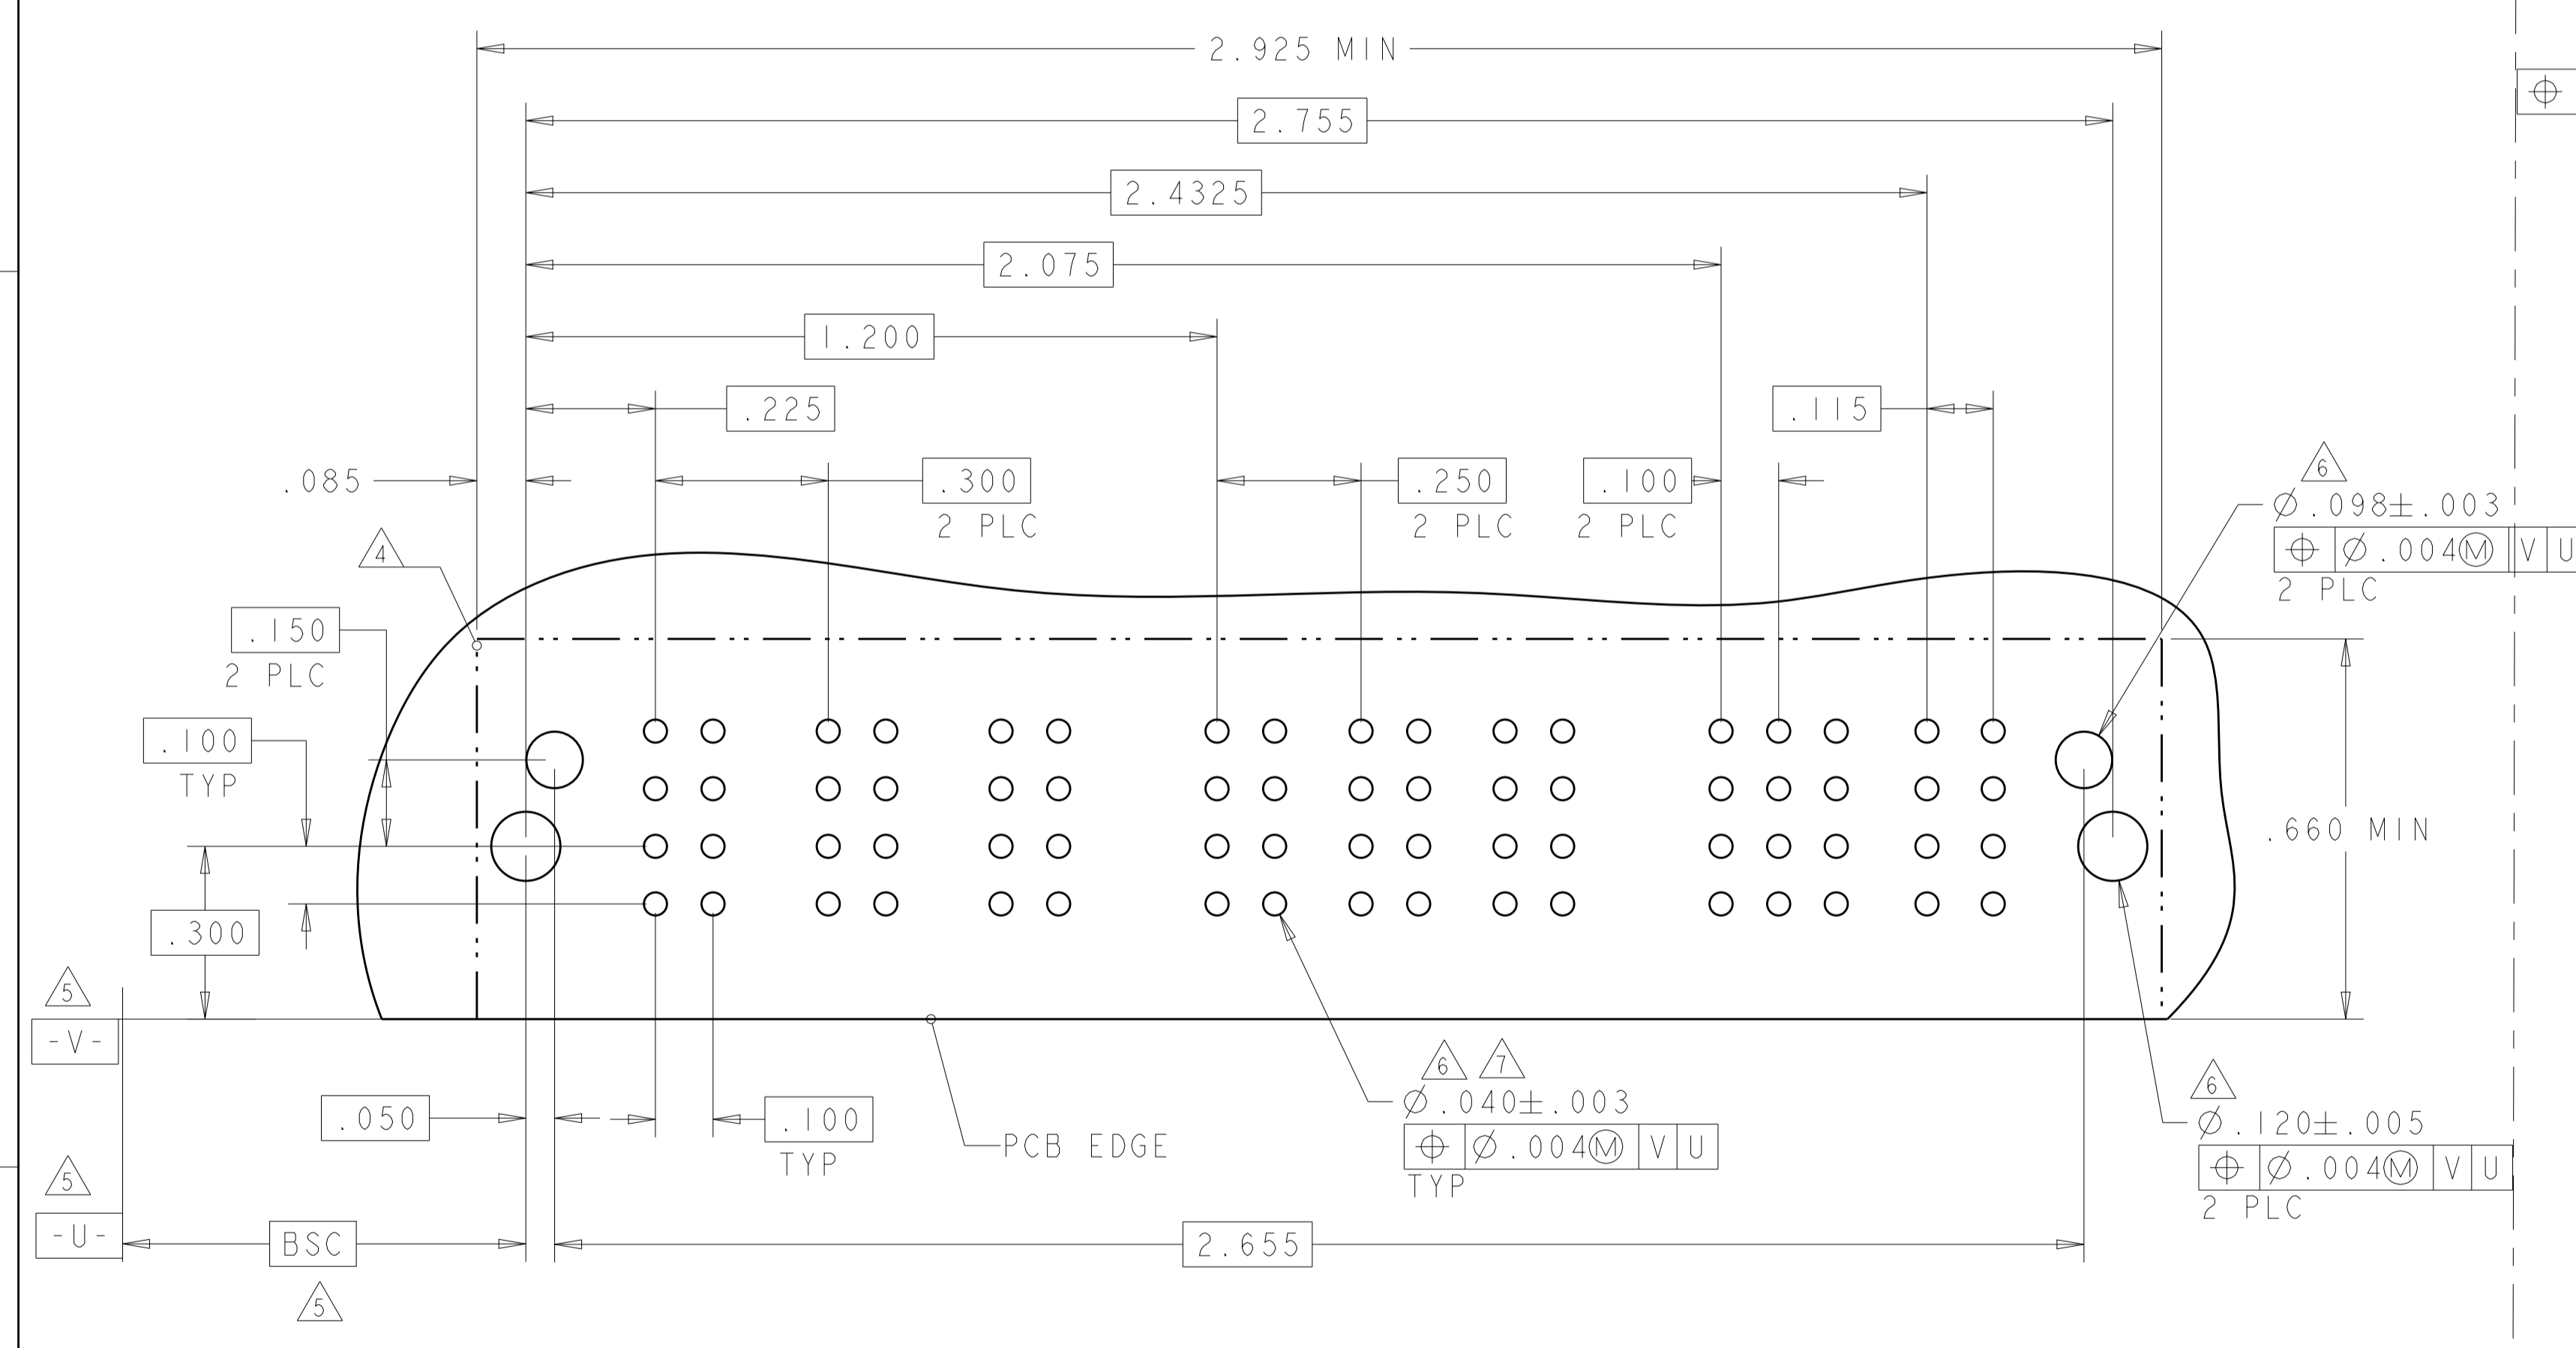 2.925 MIN
2.755
2.4325
2.075
1.200
.225
.115
.085
.300
2 PLC
.250
2 PLC
.100
2 PLC
6
⌀.098±.003
⌖ ⌀.004Ⓜ V U
2 PLC
4
.150
2 PLC
.100
TYP
.660 MIN
.300
5
-V-
6 7
⌀.040±.003
⌖ ⌀.004Ⓜ V U
TYP
6
⌀.120±.005
⌖ ⌀.004Ⓜ V U
2 PLC
.050
.100
TYP
PCB EDGE
5
-U-
BSC
5
2.655
⌖